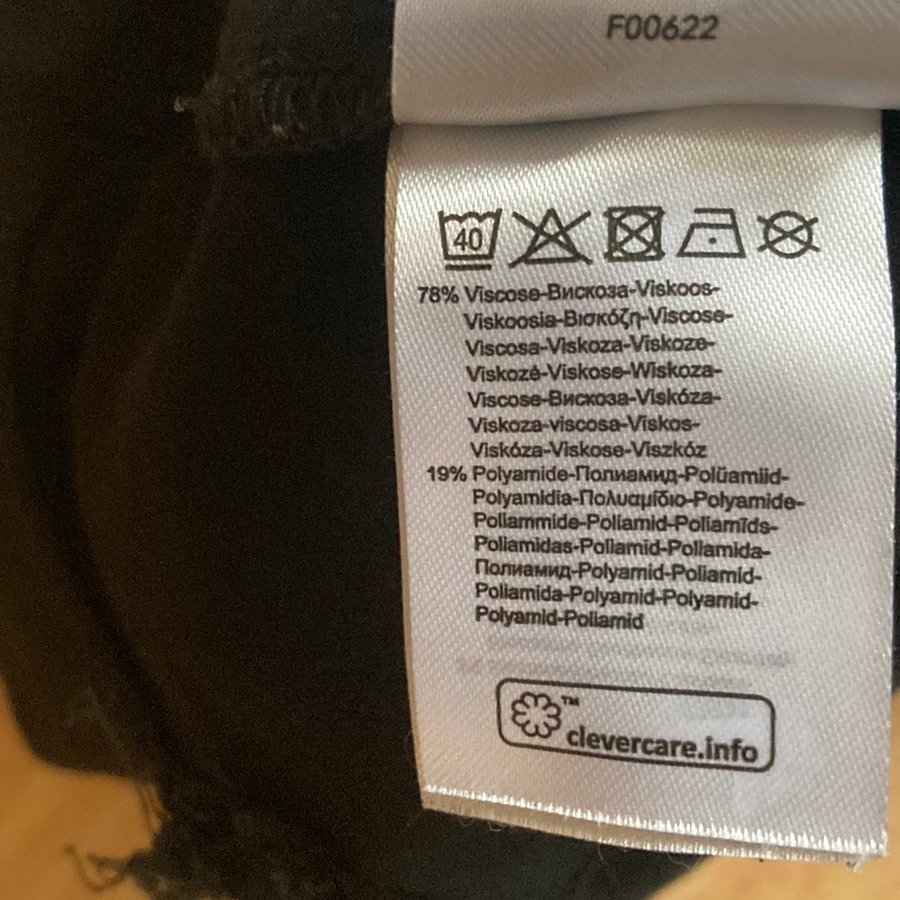 F00622
40
78% Viscose-Вискоза-Viskoos-
Viskoosia-Βισκόζη-Viscose-
Viscosa-Viskoza-Viskoze-
Viskozė-Viskose-Wiskoza-
Viscose-Вискоза-Viskóza-
Viskoza-viscosa-Viskos-
Viskóza-Viskose-Viszkóz
19% Polyamide-Полиамид-Polüamiid-
Polyamidia-Πολυαμίδιο-Polyamide-
Poliammide-Poliamid-Poliamīds-
Poliamidas-Poliamid-Poliamida-
Полиамид-Polyamid-Poliamid-
Poliamida-Polyamid-Polyamid-
Polyamid-Poliamid
™
clevercare.info